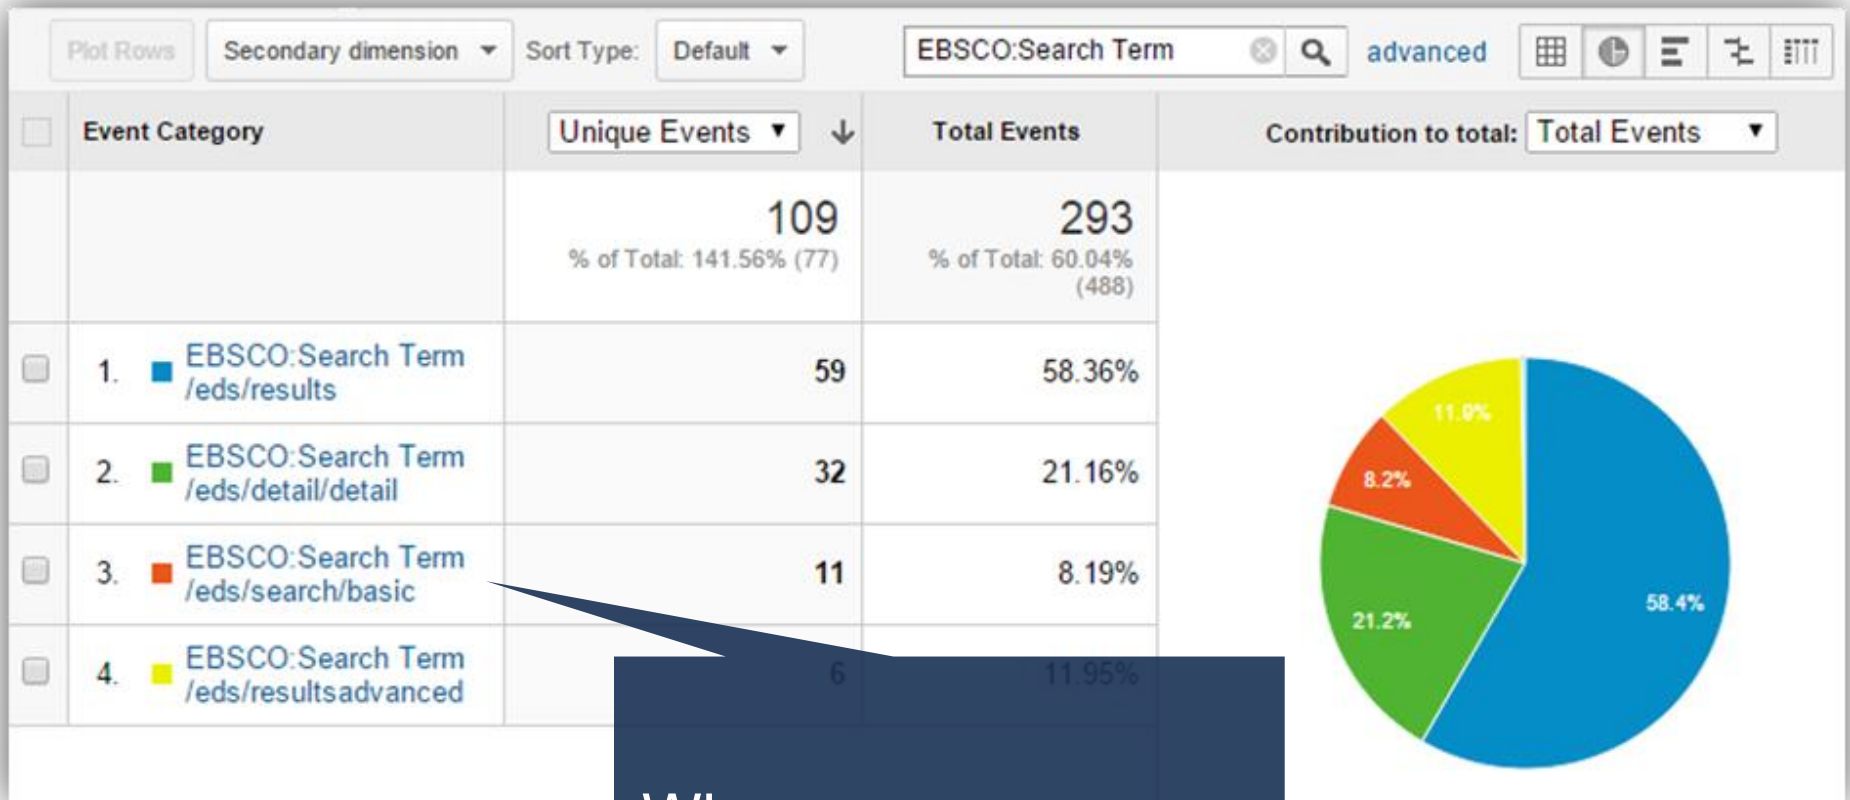 Plot Rows Secondary dimension Sort Type: Default EBSCO:Search Term advanced
Event Category Unique Events Total Events Contribution to total: Total Events
109 293
% of Total: 141.56% (77) % of Total: 60.04%
(488)
1. EBSCO:Search Term
/eds/results 59 58.36%
2. EBSCO:Search Term
/eds/detail/detail 32 21.16%
3. EBSCO:Search Term
/eds/search/basic 11 8.19%
4. EBSCO:Search Term
/eds/resultsadvanced 6 11.95%
11.9%
8.2%
21.2%
58.4%